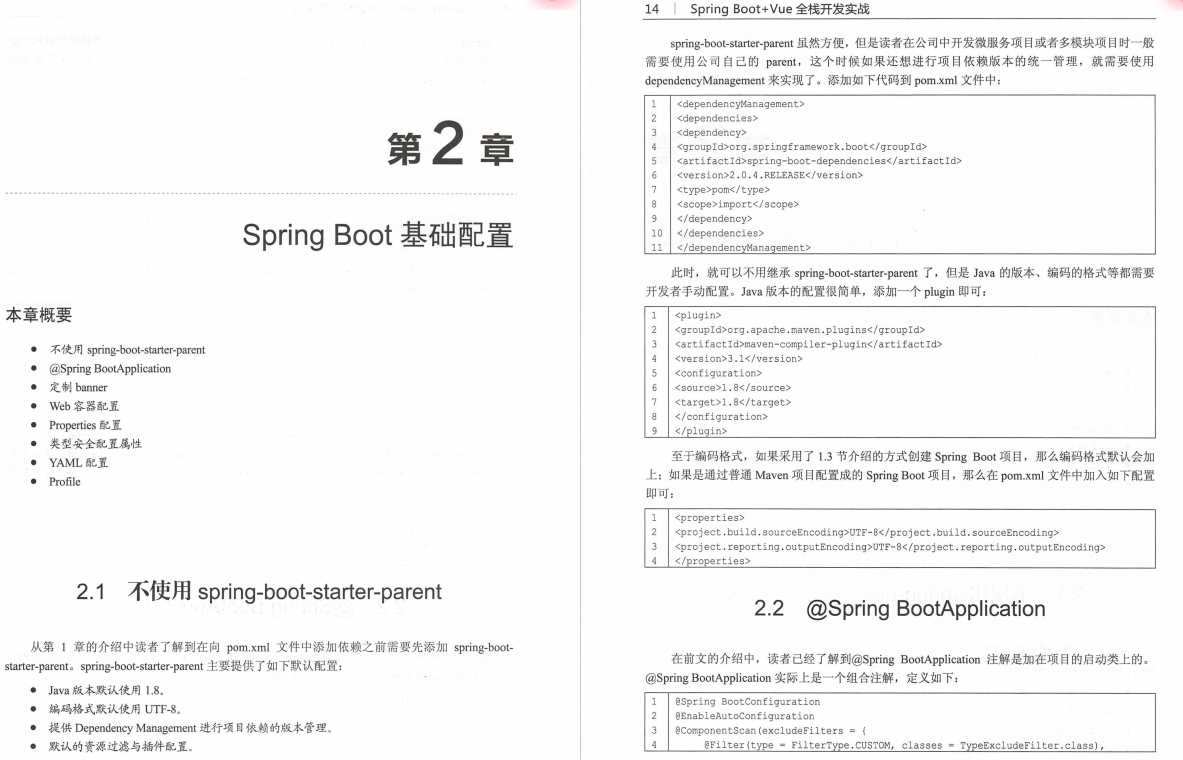 第2章
Spring Boot 基础配置
本章概要
● 不使用 spring-boot-starter-parent
● @Spring BootApplication
● 定制 banner
● Web 容器配置
● Properties 配置
● 类型安全配置属性
● YAML 配置
● Profile
2.1 不使用 spring-boot-starter-parent
从第 1 章的介绍中读者了解到在向 pom.xml 文件中添加依赖之前需要先添加 spring-boot-
starter-parent。spring-boot-starter-parent 主要提供了如下默认配置：
● Java 版本默认使用 1.8。
● 编码格式默认使用 UTF-8。
● 提供 Dependency Management 进行项目依赖的版本管理。
● 默认的资源过滤与插件配置。
14 | Spring Boot+Vue 全栈开发实战
spring-boot-starter-parent 虽然方便，但是读者在公司中开发微服务项目或者多模块项目时一般
需要使用公司自己的 parent，这个时候如果还想进行项目依赖版本的统一管理，就需要使用
dependencyManagement 来实现了。添加如下代码到 pom.xml 文件中：
1 <dependencyManagement>
2 <dependencies>
3 <dependency>
4 <groupId>org.springframework.boot</groupId>
5 <artifactId>spring-boot-dependencies</artifactId>
6 <version>2.0.4.RELEASE</version>
7 <type>pom</type>
8 <scope>import</scope>
9 </dependency>
10 </dependencies>
11 </dependencyManagement>
此时，就可以不用继承 spring-boot-starter-parent 了，但是 Java 的版本、编码的格式等都需要
开发者手动配置。Java 版本的配置很简单，添加一个 plugin 即可：
1 <plugin>
2 <groupId>org.apache.maven.plugins</groupId>
3 <artifactId>maven-compiler-plugin</artifactId>
4 <version>3.1</version>
5 <configuration>
6 <source>1.8</source>
7 <target>1.8</target>
8 </configuration>
9 </plugin>
至于编码格式，如果采用了 1.3 节介绍的方式创建 Spring Boot 项目，那么编码格式默认会加
上；如果是通过普通 Maven 项目配置成的 Spring Boot 项目，那么在 pom.xml 文件中加入如下配置
即可：
1 <properties>
2 <project.build.sourceEncoding>UTF-8</project.build.sourceEncoding>
3 <project.reporting.outputEncoding>UTF-8</project.reporting.outputEncoding>
4 </properties>
2.2 @Spring BootApplication
在前文的介绍中，读者已经了解到@Spring BootApplication 注解是加在项目的启动类上的。
@Spring BootApplication 实际上是一个组合注解，定义如下：
1 @Spring BootConfiguration
2 @EnableAutoConfiguration
3 @ComponentScan(excludeFilters = {
4 @Filter(type = FilterType.CUSTOM, classes = TypeExcludeFilter.class),